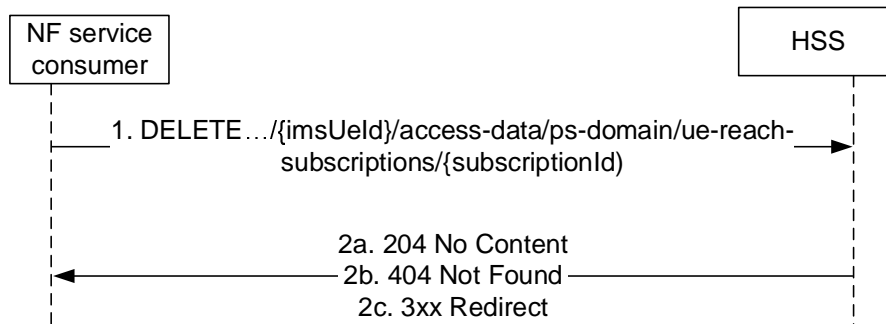 NF service
consumer
HSS
1. DELETE…/{imsUeId}/access-data/ps-domain/ue-reach-
subscriptions/{subscriptionId)
2a. 204 No Content
2b. 404 Not Found
2c. 3xx Redirect